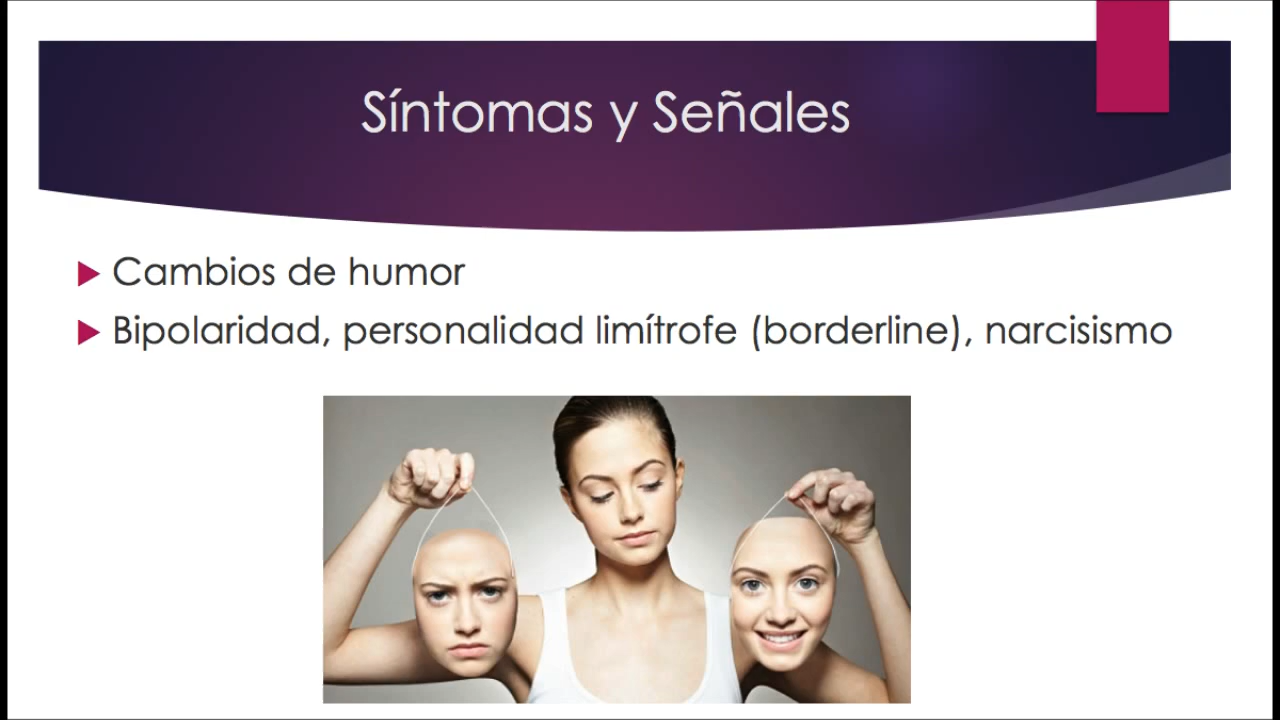 Síntomas y Señales
Cambios de humor
Bipolaridad, personalidad limítrofe (borderline), narcisismo